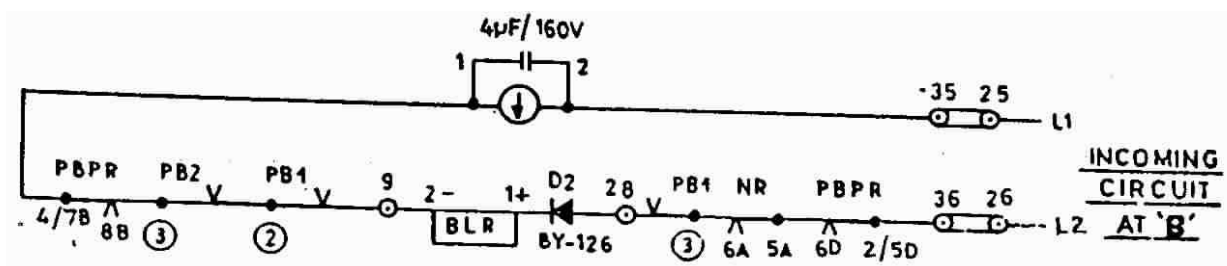 4µF/160V
1 2
35 25
L1
INCOMING
CIRCUIT
AT 'B'
PBPR PB2 PB1 9 2- 1+ D2 28 PB1 NR PBPR 36 26
L2
4/7B 8B 3 2 BLR BY-126 3 6A 5A 6D 2/5D